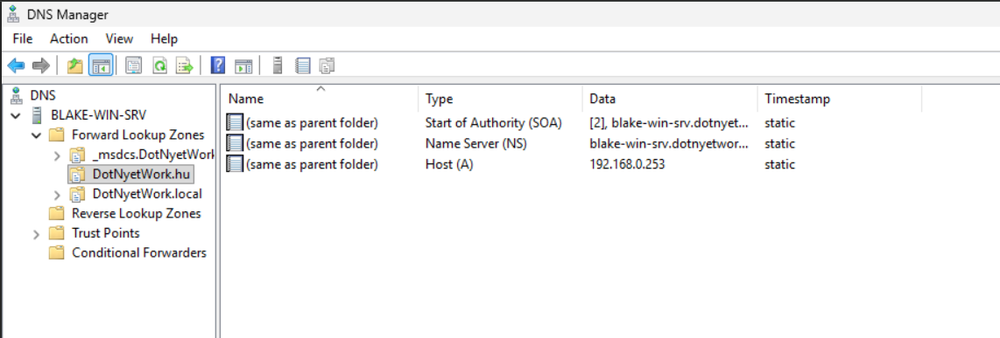 DNS Manager
File Action View Help
DNS
BLAKE-WIN-SRV
Forward Lookup Zones
_msdcs.DotNyetWork
DotNyetWork.hu
DotNyetWork.local
Reverse Lookup Zones
Trust Points
Conditional Forwarders
Name Type Data Timestamp
(same as parent folder) Start of Authority (SOA) [2], blake-win-srv.dotnyet... static
(same as parent folder) Name Server (NS) blake-win-srv.dotnyetwor... static
(same as parent folder) Host (A) 192.168.0.253 static